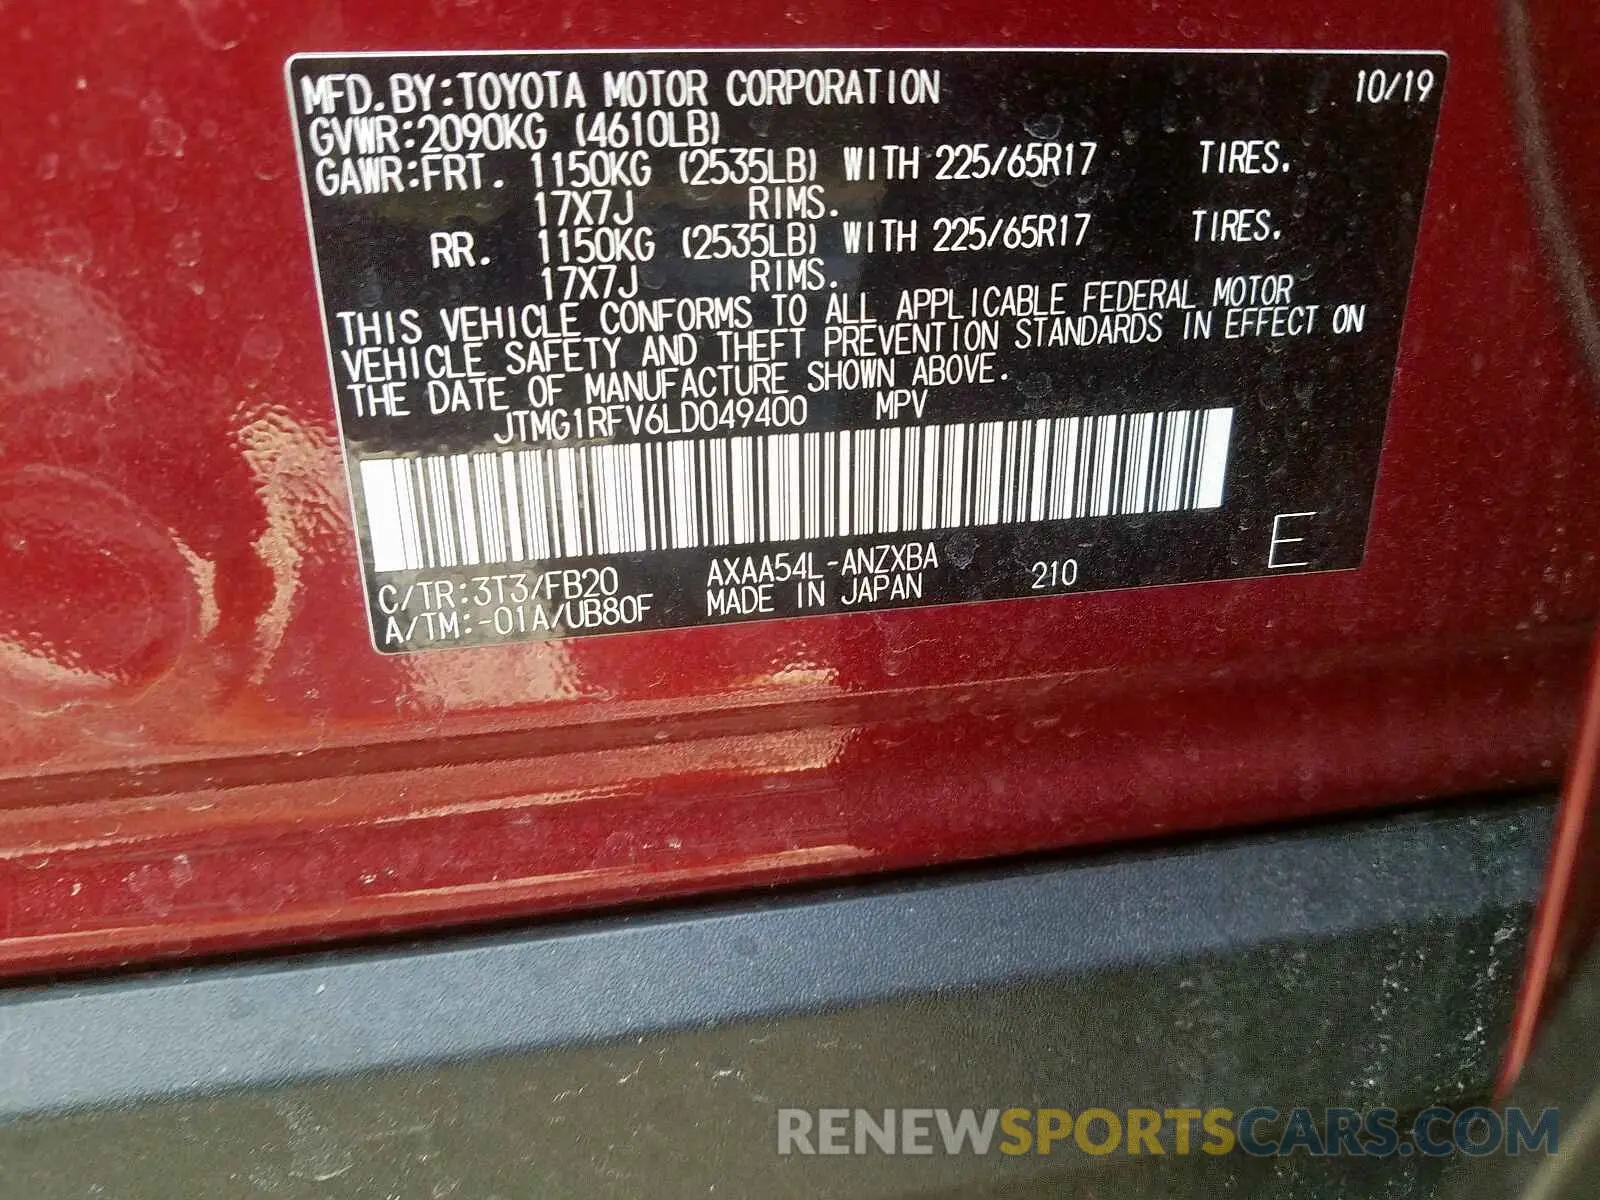 MFD.BY:TOYOTA MOTOR CORPORATION 10/19
GVWR:2090KG (4610LB)
GAWR:FRT. 1150KG (2535LB) WITH 225/65R17 TIRES.
17X7J RIMS.
RR. 1150KG (2535LB) WITH 225/65R17 TIRES.
17X7J RIMS.
THIS VEHICLE CONFORMS TO ALL APPLICABLE FEDERAL MOTOR
VEHICLE SAFETY AND THEFT PREVENTION STANDARDS IN EFFECT ON
THE DATE OF MANUFACTURE SHOWN ABOVE.
JTMG1RFV6LD049400 MPV
C/TR:3T3/FB20 AXAA54L-ANZXBA 210 E
A/TM:-01A/UB80F MADE IN JAPAN
RENEWSPORTSCARS.COM